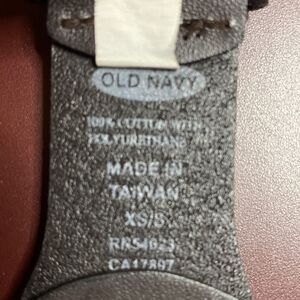 OLD NAVY
100% COTTON WITH
POLYURETHANE
MADE IN
TAIWAN
XS/S
RN54023
CA17897